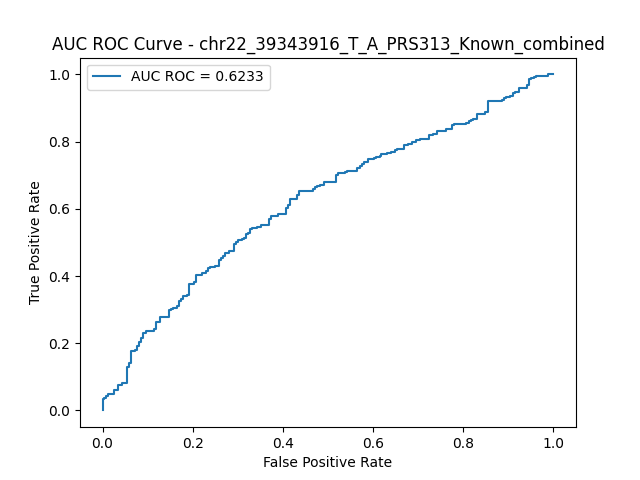 AUC ROC Curve - chr22_39343916_T_A_PRS313_Known_combined
AUC ROC = 0.6233
1.0
0.8
0.6
0.4
0.2
0.0
True Positive Rate
0.0 0.2 0.4 0.6 0.8 1.0
False Positive Rate